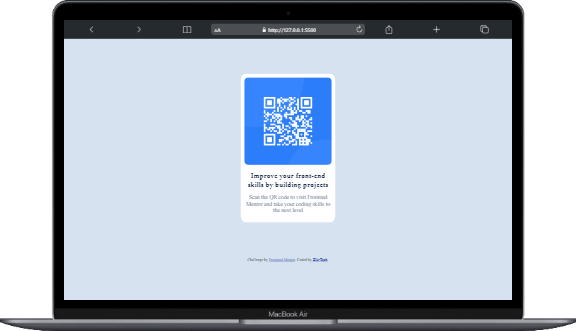 AA http://127.0.0.1:5500
Improve your front-end
skills by building projects
Scan the QR code to visit Frontend
Mentor and take your coding skills to
the next level
Challenge by Frontend Mentor. Coded by
MacBook Air